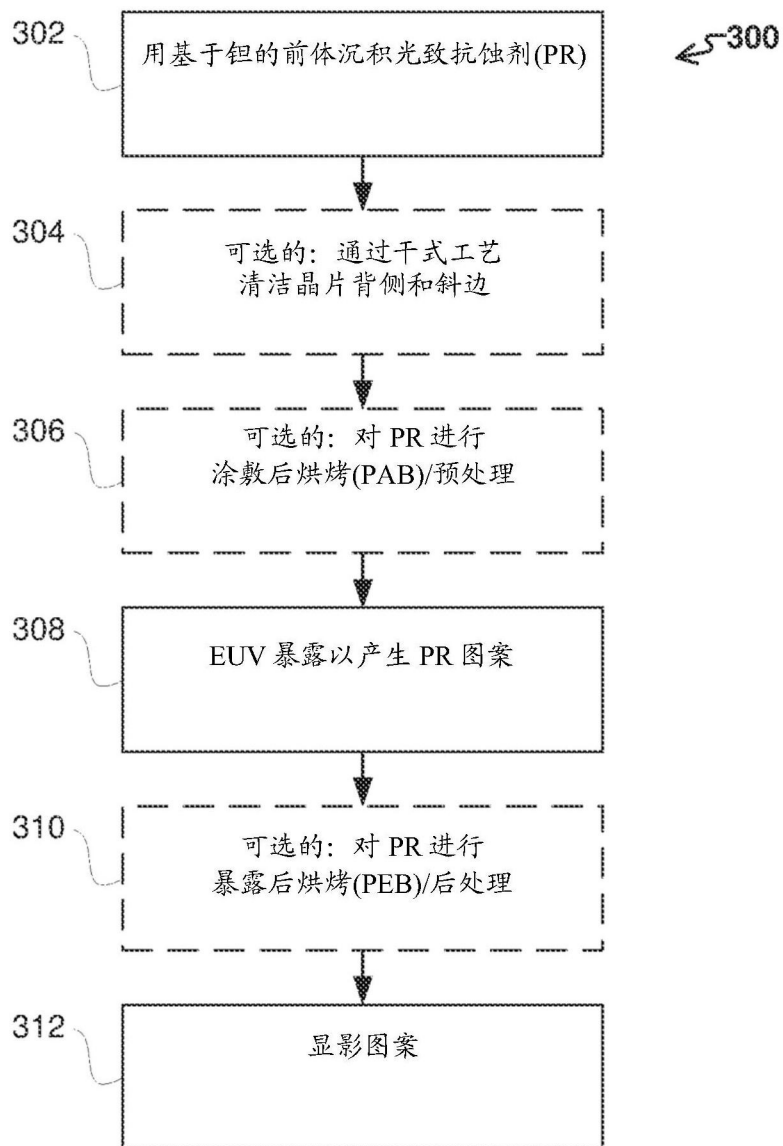 302
用基于钽的前体沉积光致抗蚀剂(PR)
300
304
可选的：通过干式工艺
清洁晶片背侧和斜边
306
可选的：对 PR 进行
涂敷后烘烤(PAB)/预处理
308
EUV 暴露以产生 PR 图案
310
可选的：对 PR 进行
暴露后烘烤(PEB)/后处理
312
显影图案